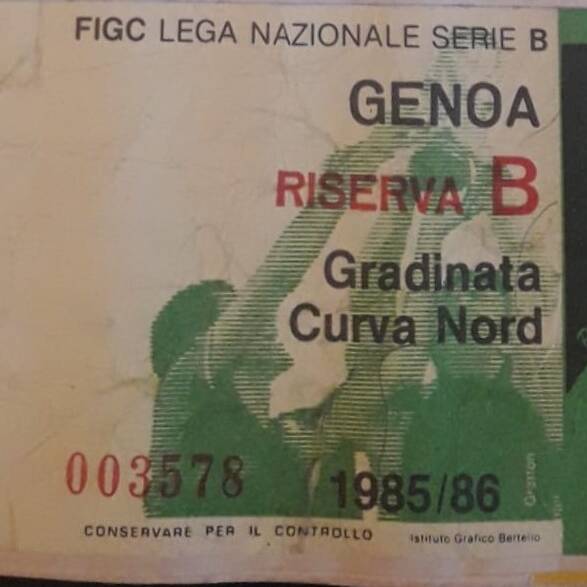 FIGC LEGA NAZIONALE SERIE B
GENOA
RISERVA B
Gradinata
Curva Nord
003578
1985/86
CONSERVARE PER IL CONTROLLO
Istituto Grafico Bertello